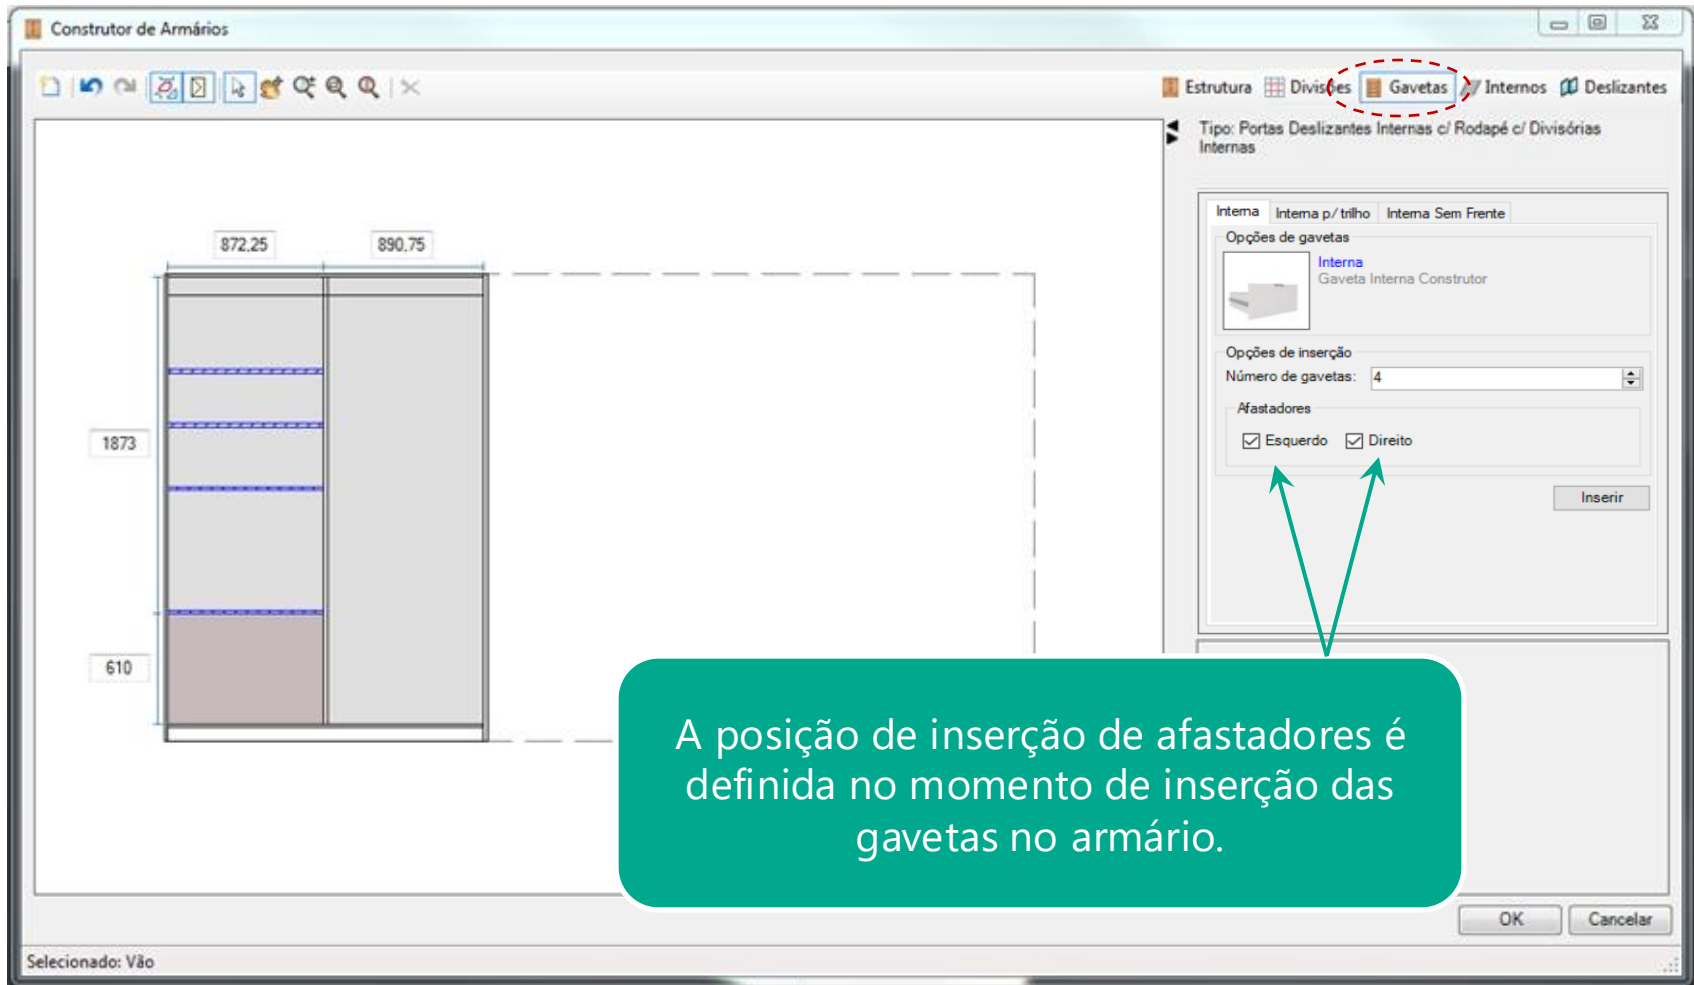 Construtor de Armários
Estrutura Divisões Gavetas Internos Deslizantes
Tipo: Portas Deslizantes Internas c/ Rodapé c/ Divisórias
Internas
Interna Interna p/ trilho Interna Sem Frente
Opções de gavetas
Interna
Gaveta Interna Construtor
Opções de inserção
Número de gavetas: 4
Afastadores
Esquerdo Direito
Inserir
872,25 890,75
1873
610
A posição de inserção de afastadores é
definida no momento de inserção das
gavetas no armário.
OK Cancelar
Selecionado: Vão